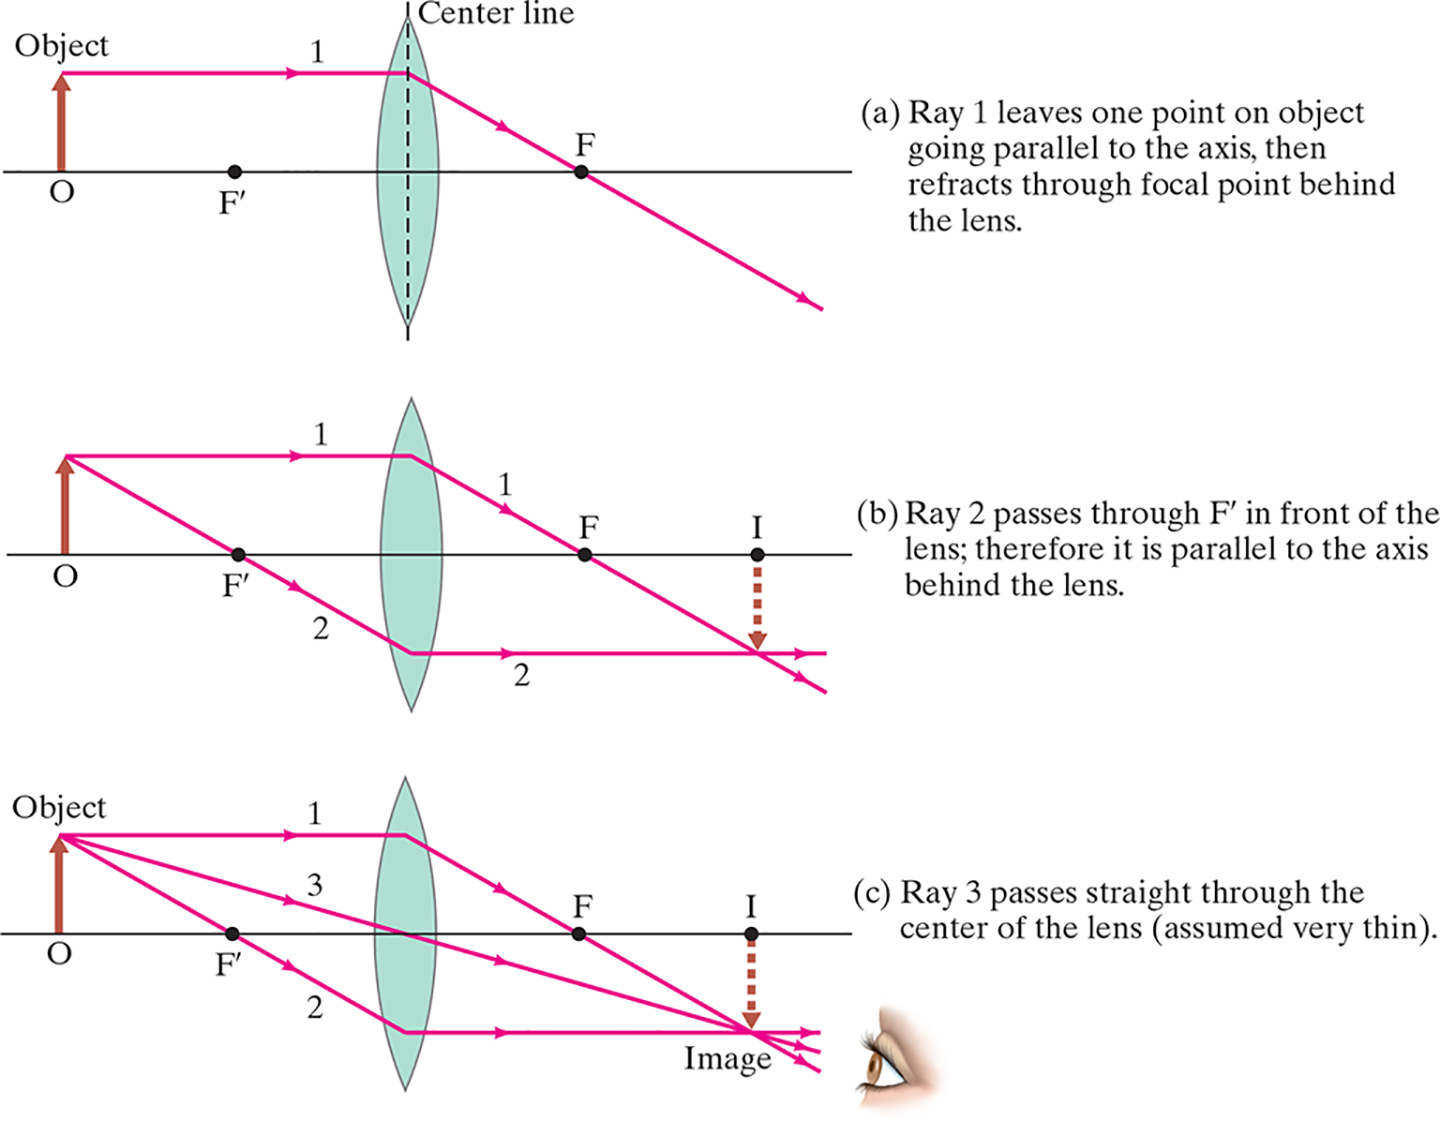 Center line
Object
1
F
O
F′
(a) Ray 1 leaves one point on object
going parallel to the axis, then
refracts through focal point behind
the lens.
1
1
F
I
O
F′
2
2
(b) Ray 2 passes through F′ in front of the
lens; therefore it is parallel to the axis
behind the lens.
Object
1
3
F
I
O
F′
2
Image
(c) Ray 3 passes straight through the
center of the lens (assumed very thin).